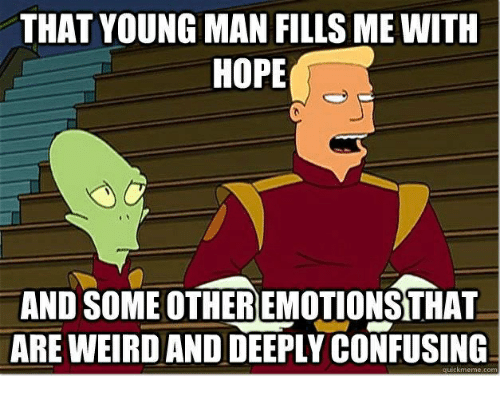 THAT YOUNG MAN FILLS ME WITH
HOPE
AND SOME OTHER EMOTIONS THAT
ARE WEIRD AND DEEPLY CONFUSING
quickmeme.com